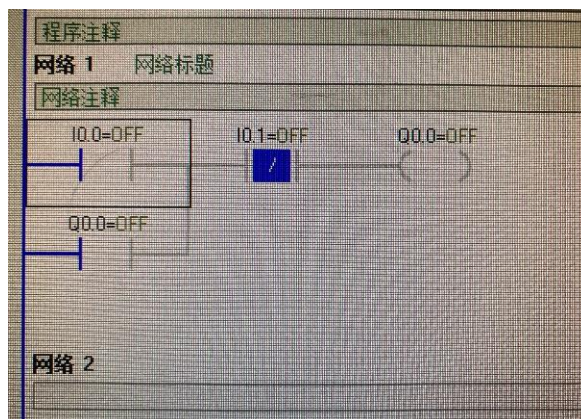 程序注释
网络 1 网络标题
网络注释
I0.0=OFF I0.1=OFF Q0.0=OFF
/
Q0.0=OFF
网络 2